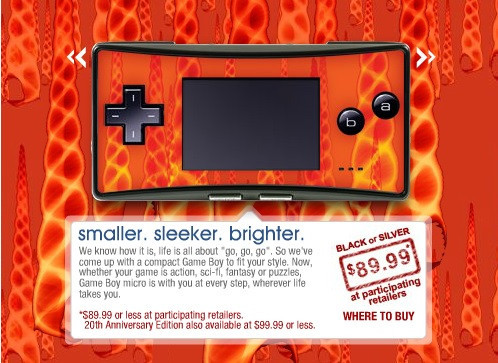 «
»
b
a
smaller. sleeker. brighter.
We know how it is, life is all about "go, go, go". So we've
come up with a compact Game Boy to fit your style. Now,
whether your game is action, sci-fi, fantasy or puzzles,
Game Boy micro is with you at every step, wherever life
takes you.
*$89.99 or less at participating retailers.
20th Anniversary Edition also available at $99.99 or less.
BLACK or SILVER
$89.99*
at participating
retailers
WHERE TO BUY